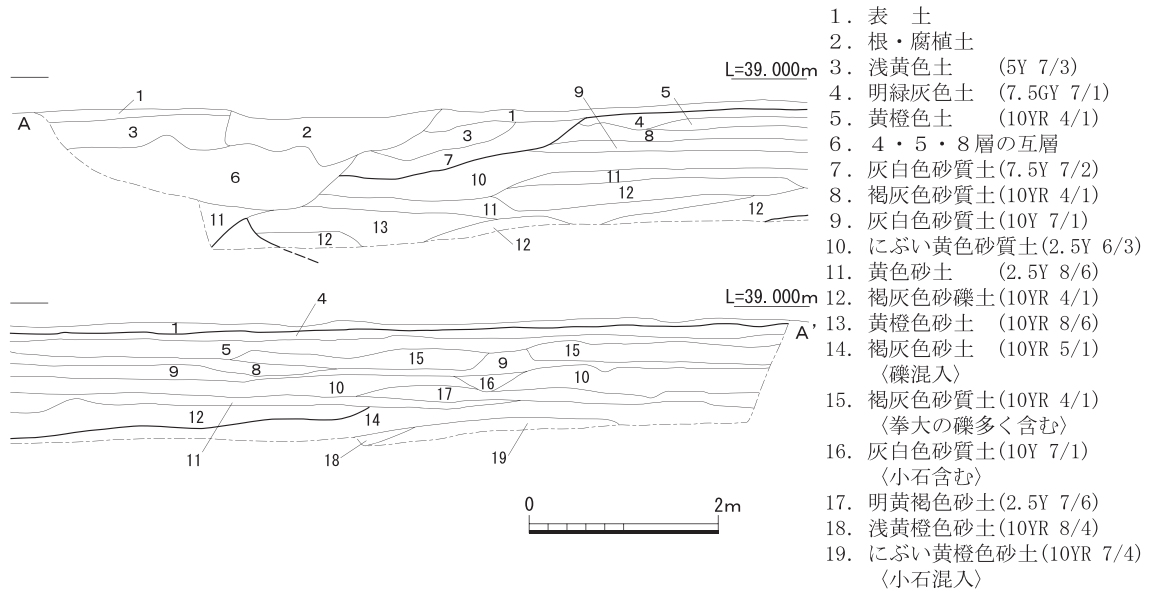 L=39.000m
1
5
9
A
3
2
3
1
4
8
7
6
10
11
12
11
11
12
13
12
12
4
L=39.000m
1
A’
5
15
9
15
9
8
16
10
10
17
12
14
11
18
19
0 2m
1. 表　土
2. 根・腐植土
3. 浅黄色土　　(5Y 7/3)
4. 明緑灰色土　(7.5GY 7/1)
5. 黄橙色土　　(10YR 4/1)
6. 4・5・8層の互層
7. 灰白色砂質土(7.5Y 7/2)
8. 褐灰色砂質土(10YR 4/1)
9. 灰白色砂質土(10Y 7/1)
10. にぶい黄色砂質土(2.5Y 6/3)
11. 黄色砂土　　(2.5Y 8/6)
12. 褐灰色砂礫土(10YR 4/1)
13. 黄橙色砂土　(10YR 8/6)
14. 褐灰色砂土　(10YR 5/1)
〈礫混入〉
15. 褐灰色砂質土(10YR 4/1)
〈拳大の礫多く含む〉
16. 灰白色砂質土(10Y 7/1)
〈小石含む〉
17. 明黄褐色砂土(2.5Y 7/6)
18. 浅黄橙色砂土(10YR 8/4)
19. にぶい黄橙色砂土(10YR 7/4)
〈小石混入〉